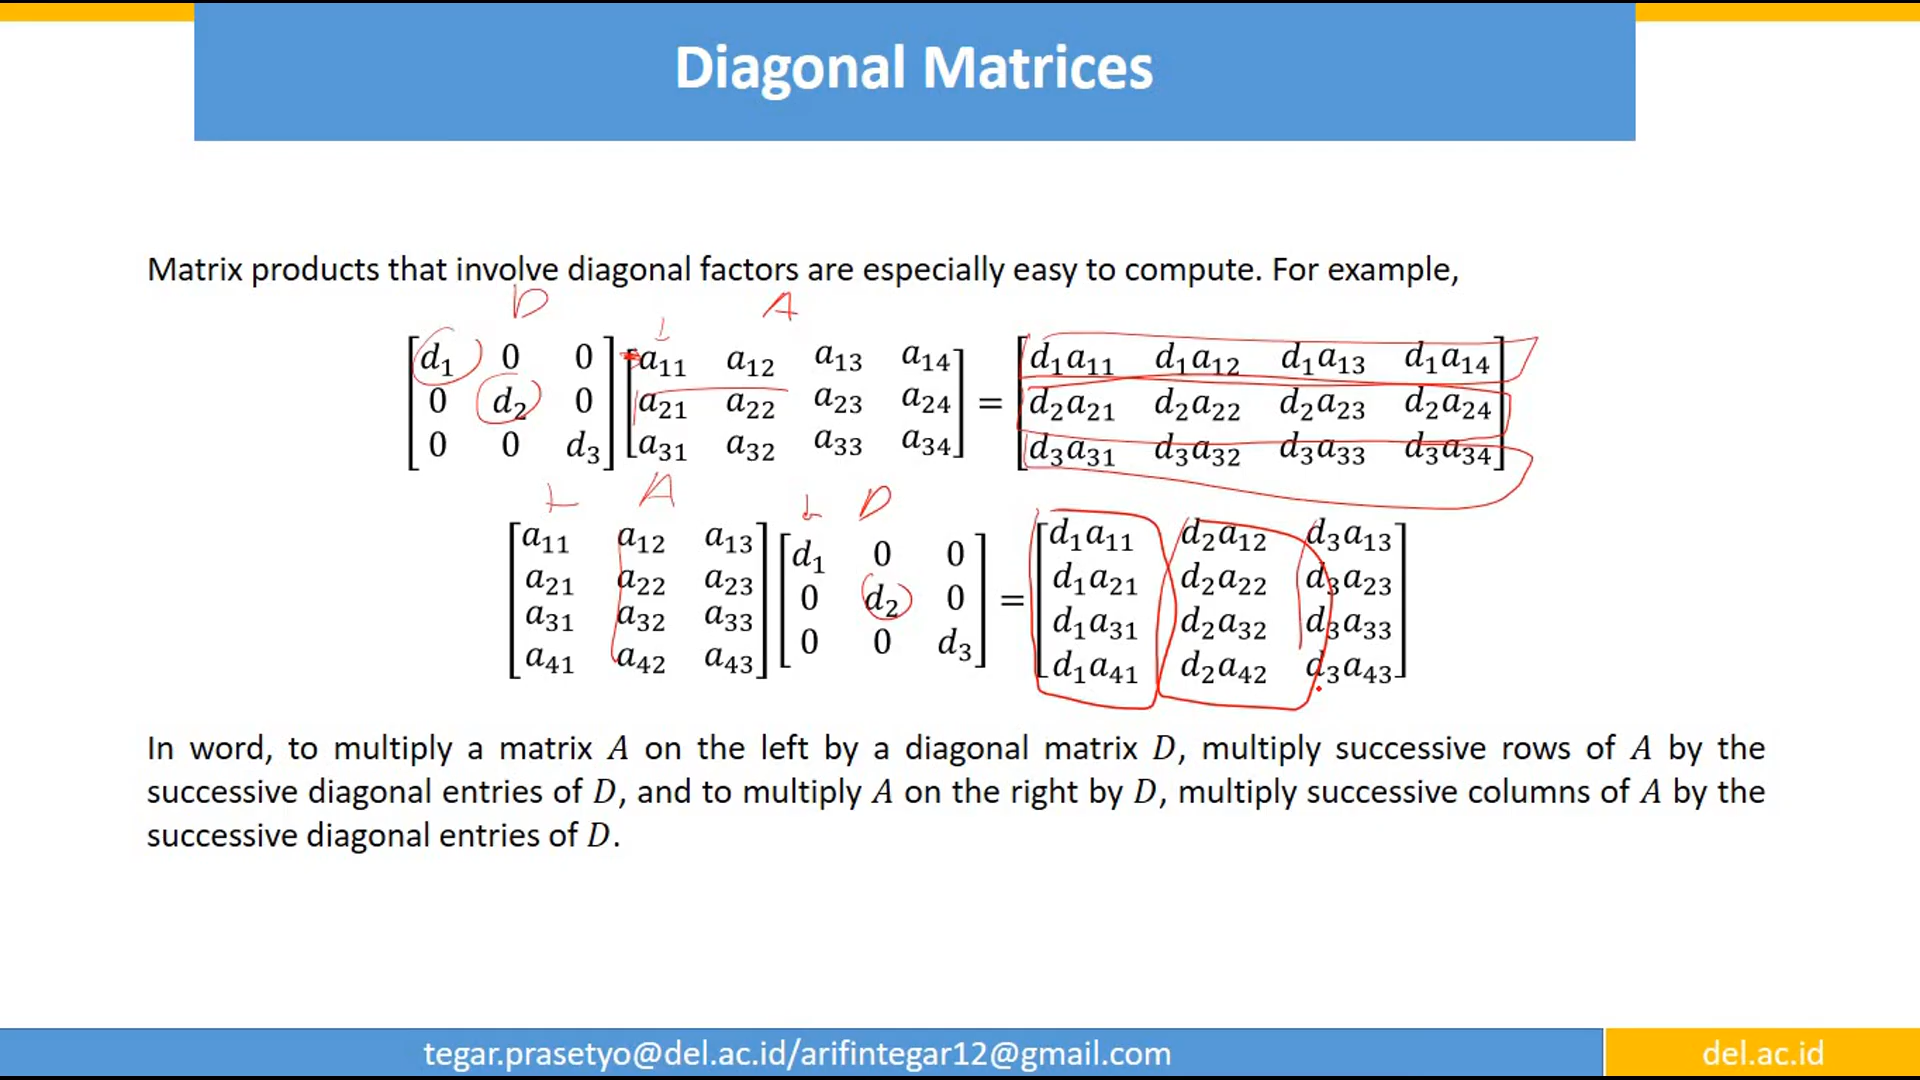 Diagonal Matrices
Matrix products that involve diagonal factors are especially easy to compute. For example,
D A
[d₁ 0 0] [a₁₁ a₁₂ a₁₃ a₁₄] [d₁a₁₁ d₁a₁₂ d₁a₁₃ d₁a₁₄]
[0 d₂ 0] [a₂₁ a₂₂ a₂₃ a₂₄] = [d₂a₂₁ d₂a₂₂ d₂a₂₃ d₂a₂₄]
[0 0 d₃] [a₃₁ a₃₂ a₃₃ a₃₄] [d₃a₃₁ d₃a₃₂ d₃a₃₃ d₃a₃₄]
A D
[a₁₁ a₁₂ a₁₃] [d₁ 0 0] [d₁a₁₁ d₂a₁₂ d₃a₁₃]
[a₂₁ a₂₂ a₂₃] [0 d₂ 0] = [d₁a₂₁ d₂a₂₂ d₃a₂₃]
[a₃₁ a₃₂ a₃₃] [0 0 d₃] [d₁a₃₁ d₂a₃₂ d₃a₃₃]
[a₄₁ a₄₂ a₄₃] [d₁a₄₁ d₂a₄₂ d₃a₄₃]
In word, to multiply a matrix A on the left by a diagonal matrix D, multiply successive rows of A by the
successive diagonal entries of D, and to multiply A on the right by D, multiply successive columns of A by the
successive diagonal entries of D.
tegar.prasetyo@del.ac.id/arifintegar12@gmail.com
del.ac.id